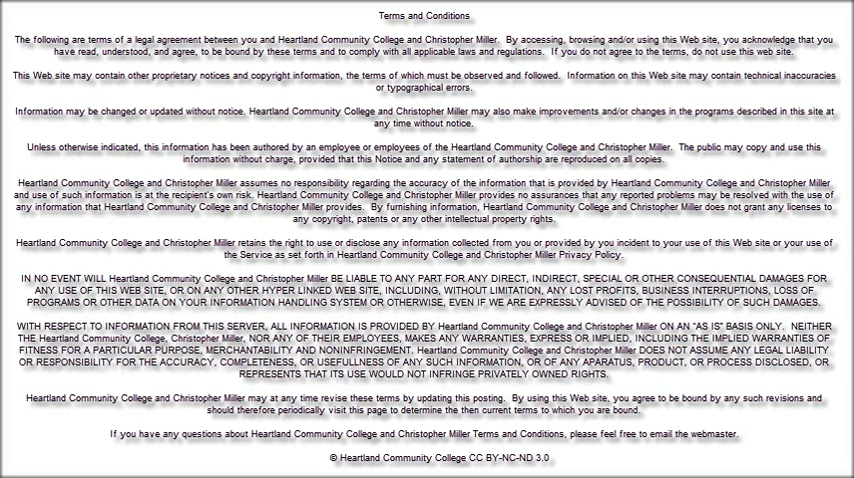 Terms and Conditions
The following are terms of a legal agreement between you and Heartland Community College and Christopher Miller.  By accessing, browsing and/or using this Web site, you acknowledge that you
have read, understood, and agree, to be bound by these terms and to comply with all applicable laws and regulations.  If you do not agree to the terms, do not use this web site.
This Web site may contain other proprietary notices and copyright information, the terms of which must be observed and followed.  Information on this Web site may contain technical inaccuracies
or typographical errors.
Information may be changed or updated without notice. Heartland Community College and Christopher Miller may also make improvements and/or changes in the programs described in this site at
any time without notice.
Unless otherwise indicated, this information has been authored by an employee or employees of the Heartland Community College and Christopher Miller.  The public may copy and use this
information without charge, provided that this Notice and any statement of authorship are reproduced on all copies.
Heartland Community College and Christopher Miller assumes no responsibility regarding the accuracy of the information that is provided by Heartland Community College and Christopher Miller
and use of such information is at the recipient's own risk. Heartland Community College and Christopher Miller provides no assurances that any reported problems may be resolved with the use of
any information that Heartland Community College and Christopher Miller provides.  By furnishing information, Heartland Community College and Christopher Miller does not grant any licenses to
any copyright, patents or any other intellectual property rights.
Heartland Community College and Christopher Miller retains the right to use or disclose any information collected from you or provided by you incident to your use of this Web site or your use of
the Service as set forth in Heartland Community College and Christopher Miller Privacy Policy.
IN NO EVENT WILL Heartland Community College and Christopher Miller BE LIABLE TO ANY PART FOR ANY DIRECT, INDIRECT, SPECIAL OR OTHER CONSEQUENTIAL DAMAGES FOR
ANY USE OF THIS WEB SITE, OR ON ANY OTHER HYPER LINKED WEB SITE, INCLUDING, WITHOUT LIMITATION, ANY LOST PROFITS, BUSINESS INTERRUPTIONS, LOSS OF
PROGRAMS OR OTHER DATA ON YOUR INFORMATION HANDLING SYSTEM OR OTHERWISE, EVEN IF WE ARE EXPRESSLY ADVISED OF THE POSSIBILITY OF SUCH DAMAGES.
WITH RESPECT TO INFORMATION FROM THIS SERVER, ALL INFORMATION IS PROVIDED BY Heartland Community College and Christopher Miller ON AN “AS IS” BASIS ONLY.  NEITHER
THE Heartland Community College, Christopher Miller, NOR ANY OF THEIR EMPLOYEES, MAKES ANY WARRANTIES, EXPRESS OR IMPLIED, INCLUDING THE IMPLIED WARRANTIES OF
FITNESS FOR A PARTICULAR PURPOSE, MERCHANTABILITY AND NONINFRINGEMENT. Heartland Community College and Christopher Miller DOES NOT ASSUME ANY LEGAL LIABILITY
OR RESPONSIBILITY FOR THE ACCURACY, COMPLETENESS, OR USEFULLNESS OF ANY SUCH INFORMATION, OR OF ANY APPARATUS, PRODUCT, OR PROCESS DISCLOSED, OR
REPRESENTS THAT ITS USE WOULD NOT INFRINGE PRIVATELY OWNED RIGHTS.
Heartland Community College and Christopher Miller may at any time revise these terms by updating this posting.  By using this Web site, you agree to be bound by any such revisions and
should therefore periodically visit this page to determine the then current terms to which you are bound.
If you have any questions about Heartland Community College and Christopher Miller Terms and Conditions, please feel free to email the webmaster.
© Heartland Community College CC BY-NC-ND 3.0